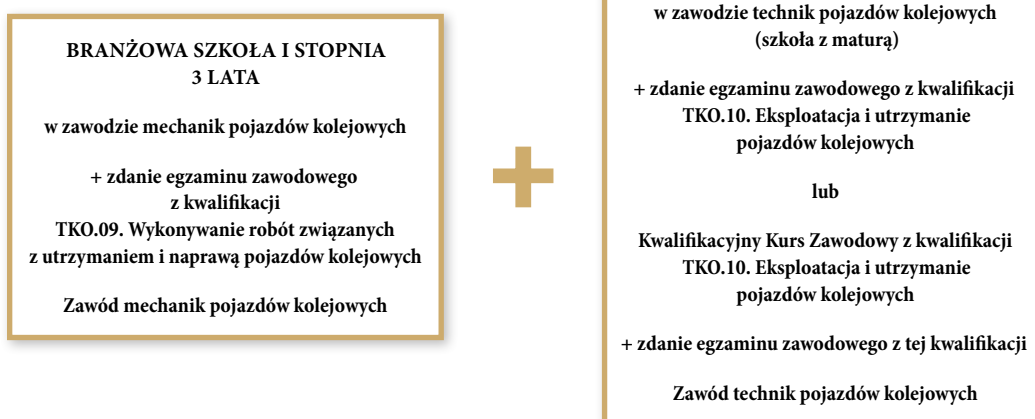 BRANŻOWA SZKOŁA I STOPNIA
3 LATA
w zawodzie mechanik pojazdów kolejowych
+ zdanie egzaminu zawodowego
z kwalifikacji
TKO.09. Wykonywanie robót związanych
z utrzymaniem i naprawą pojazdów kolejowych
Zawód mechanik pojazdów kolejowych
+
w zawodzie technik pojazdów kolejowych
(szkoła z maturą)
+ zdanie egzaminu zawodowego z kwalifikacji
TKO.10. Eksploatacja i utrzymanie
pojazdów kolejowych
lub
Kwalifikacyjny Kurs Zawodowy z kwalifikacji
TKO.10. Eksploatacja i utrzymanie
pojazdów kolejowych
+ zdanie egzaminu zawodowego z tej kwalifikacji
Zawód technik pojazdów kolejowych